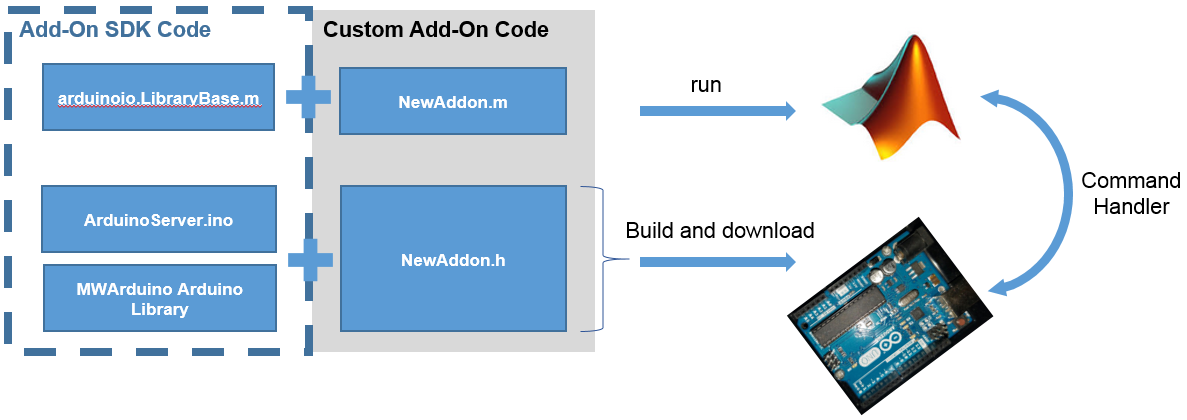 Add-On SDK Code
Custom Add-On Code
arduinoio.LibraryBase.m
NewAddon.m
run
ArduinoServer.ino
NewAddon.h
MWArduino Arduino
Library
Build and download
Command
Handler